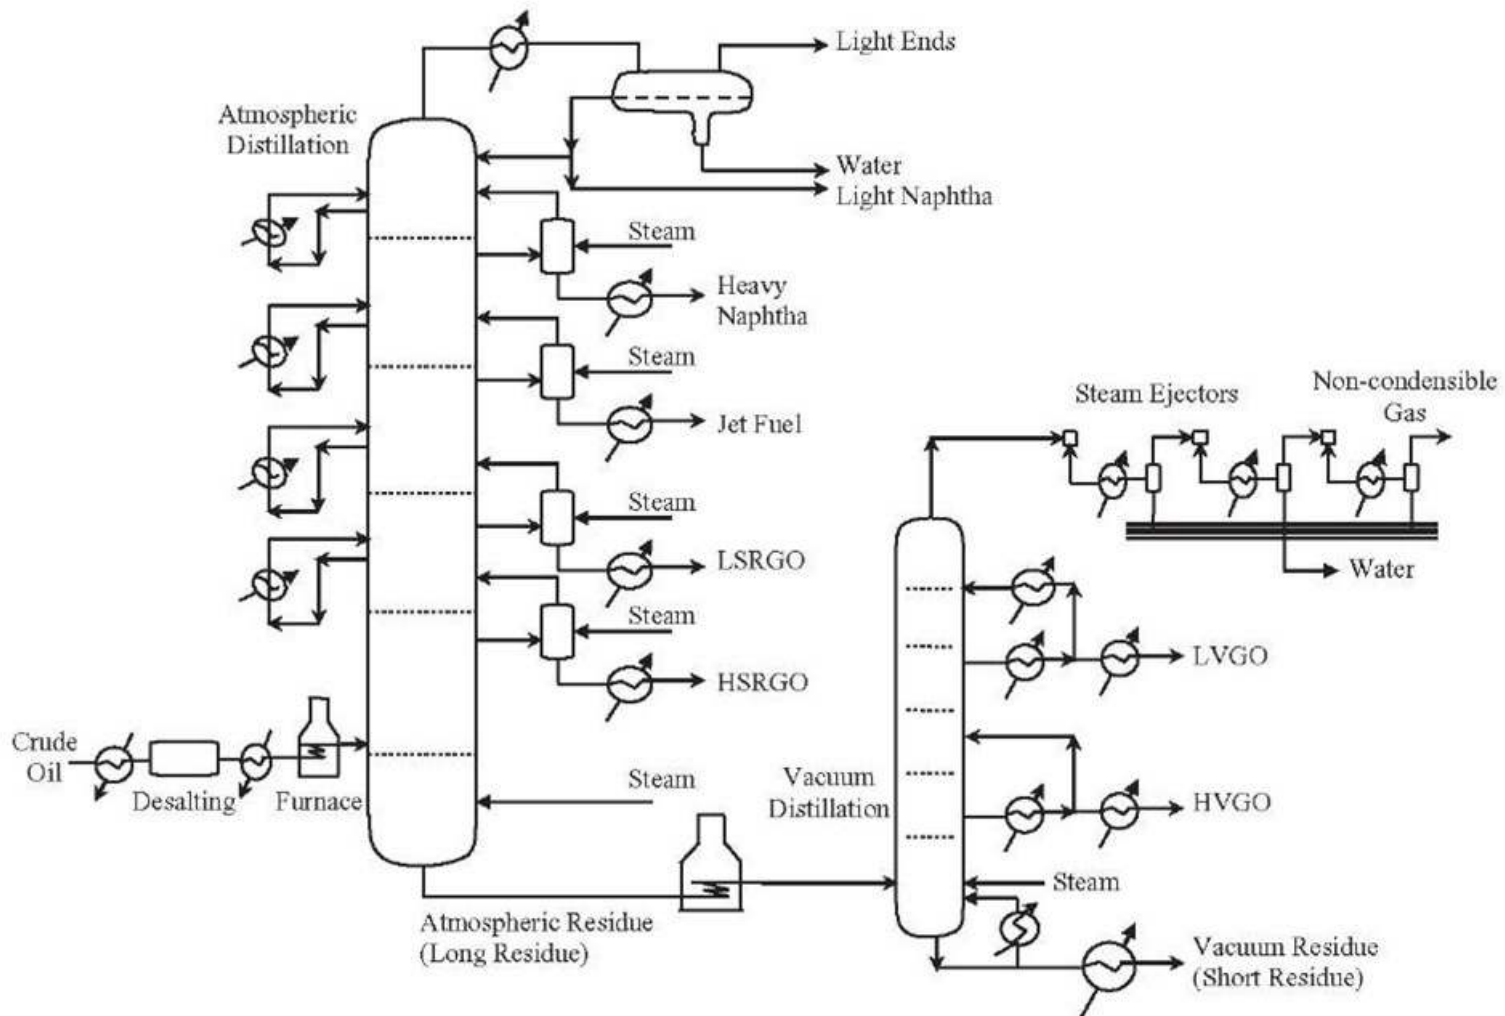 Light Ends
Atmospheric
Distillation
Water
Light Naphtha
Steam
Heavy
Naphtha
Steam
Jet Fuel
Steam
LSRGO
Steam
HSRGO
Crude
Oil
Desalting
Furnace
Steam
Atmospheric Residue
(Long Residue)
Vacuum
Distillation
Steam Ejectors
Non-condensible
Gas
Water
LVGO
HVGO
Steam
Vacuum Residue
(Short Residue)